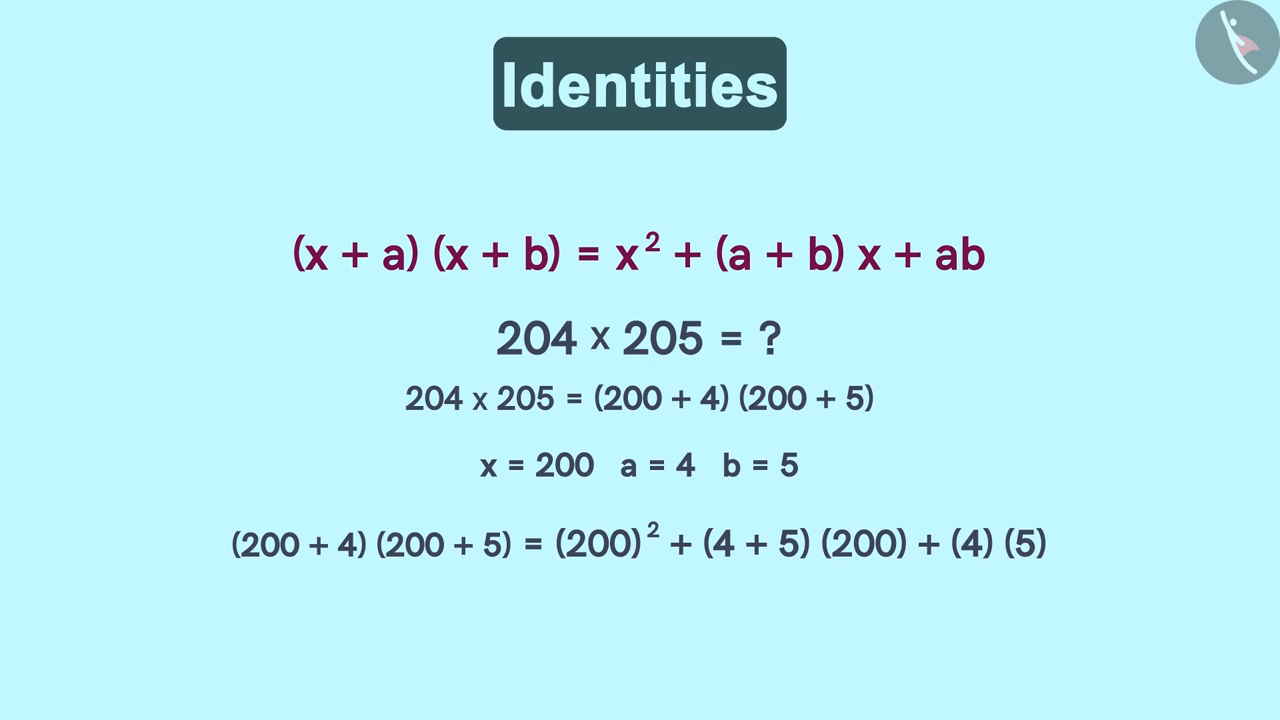 Identities
(x + a) (x + b) = x² + (a + b) x + ab
204 x 205 = ?
204 x 205 = (200 + 4) (200 + 5)
x = 200 a = 4 b = 5
(200 + 4) (200 + 5) = (200)² + (4 + 5) (200) + (4) (5)